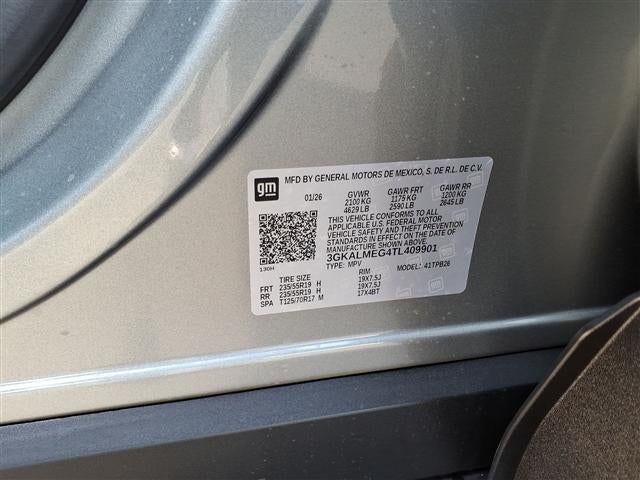 gm
MFD BY GENERAL MOTORS DE MEXICO, S. DE R.L. DE C.V.
01/26 GVWR GAWR FRT GAWR RR
2100 KG 1175 KG 1200 KG
4629 LB 2590 LB 2645 LB
THIS VEHICLE CONFORMS TO ALL
APPLICABLE U.S. FEDERAL MOTOR
VEHICLE SAFETY AND THEFT PREVENTION
STANDARDS IN EFFECT ON THE DATE OF
MANUFACTURE SHOWN ABOVE.
3GKALMEG4TL409901
130H TYPE: MPV MODEL: 41TPB26
TIRE SIZE RIM
FRT 235/55R19 H 19X7.5J
RR 235/55R19 H 19X7.5J
SPA T125/70R17 M 17X4BT